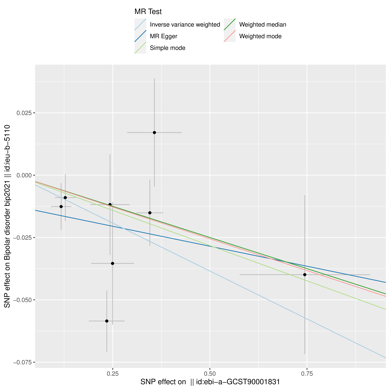 MR Test
Inverse variance weighted
Weighted median
MR Egger
Weighted mode
Simple mode
SNP effect on Bipolar disorder bip2021 || id:ieu-b-5110
0.025
0.000
-0.025
-0.050
-0.075
0.25
0.50
0.75
SNP effect on || id:ebi-a-GCST90001831